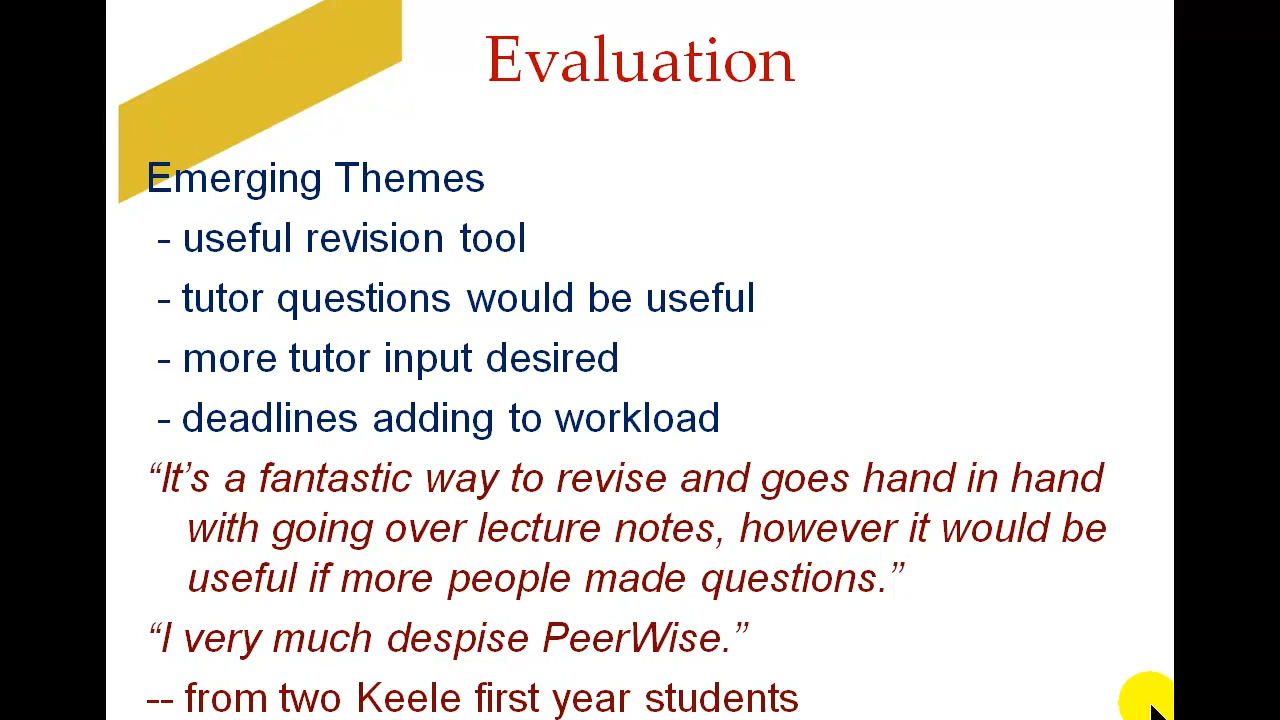 Evaluation
Emerging Themes
- useful revision tool
- tutor questions would be useful
- more tutor input desired
- deadlines adding to workload
“It’s a fantastic way to revise and goes hand in hand
with going over lecture notes, however it would be
useful if more people made questions.”
“I very much despise PeerWise.”
-- from two Keele first year students